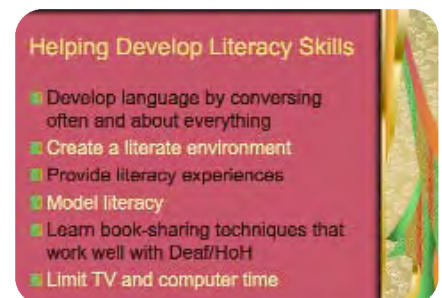 Helping Develop Literacy Skills
Develop language by conversing
often and about everything
Create a literate environment
Provide literacy experiences
Model literacy
Learn book-sharing techniques that
work well with Deaf/HoH
Limit TV and computer time